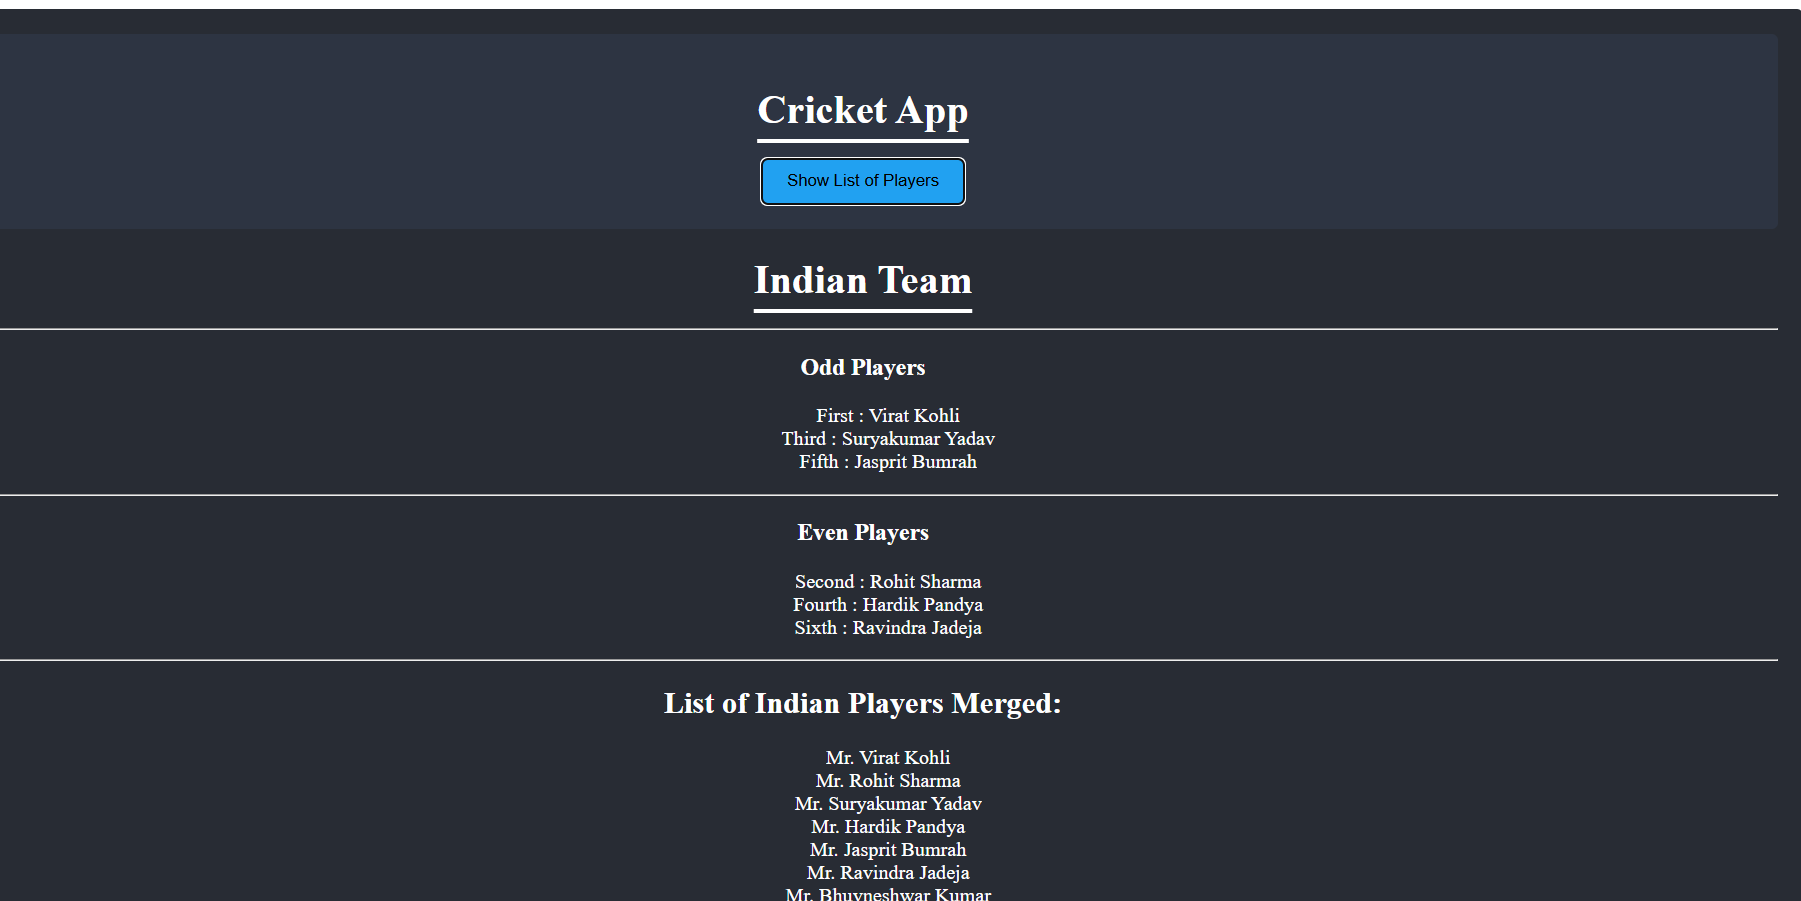 Cricket App
Show List of Players
Indian Team
Odd Players
First : Virat Kohli
Third : Suryakumar Yadav
Fifth : Jasprit Bumrah
Even Players
Second : Rohit Sharma
Fourth : Hardik Pandya
Sixth : Ravindra Jadeja
List of Indian Players Merged:
Mr. Virat Kohli
Mr. Rohit Sharma
Mr. Suryakumar Yadav
Mr. Hardik Pandya
Mr. Jasprit Bumrah
Mr. Ravindra Jadeja
Mr. Bhuvneshwar Kumar